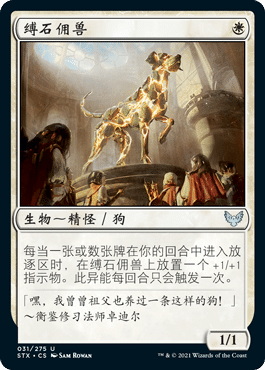 缚石佣兽
生物～精怪／狗
每当一张或数张牌在你的回合中进入放
逐区时，在缚石佣兽上放置一个 +1/+1
指示物。此异能每回合只会触发一次。
「嘿，我曾曾祖父也养过一条这样的狗！」
～衡鉴修习法师卓迪尔
1/1
031/275 U
STX • CS SAM ROWAN
™ & © 2021 Wizards of the Coast